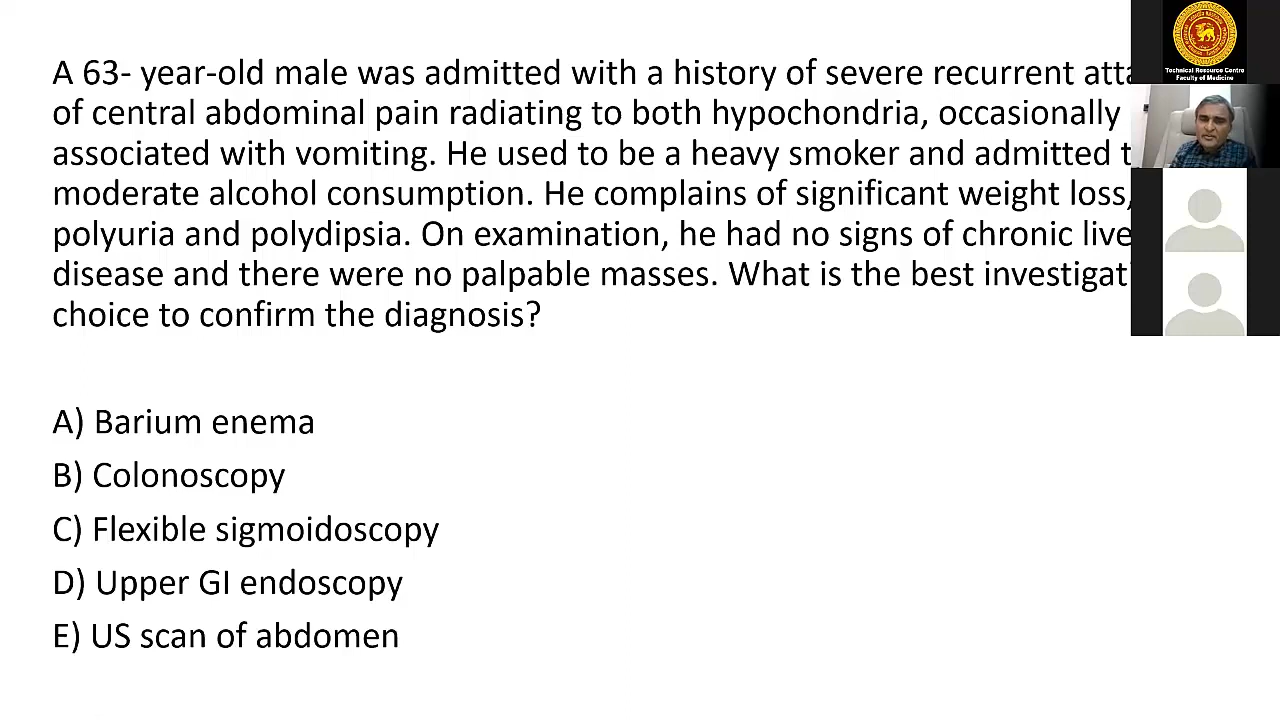 A 63- year-old male was admitted with a history of severe recurrent
of central abdominal pain radiating to both hypochondria, occasionally
associated with vomiting. He used to be a heavy smoker and admitted
moderate alcohol consumption. He complains of significant weight loss,
polyuria and polydipsia. On examination, he had no signs of chronic
disease and there were no palpable masses. What is the best
choice to confirm the diagnosis?
A) Barium enema
B) Colonoscopy
C) Flexible sigmoidoscopy
D) Upper GI endoscopy
E) US scan of abdomen
Technical Resource Centre
Faculty of Medicine